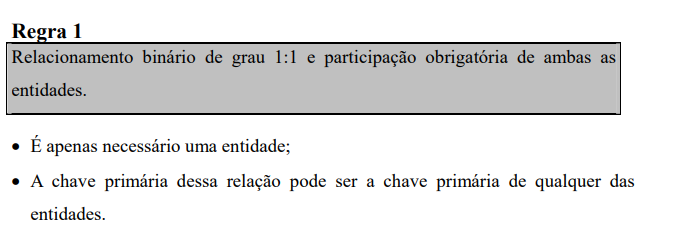 Regra 1
Relacionamento binário de grau 1:1 e participação obrigatória de ambas as
entidades.
• É apenas necessário uma entidade;
• A chave primária dessa relação pode ser a chave primária de qualquer das
entidades.